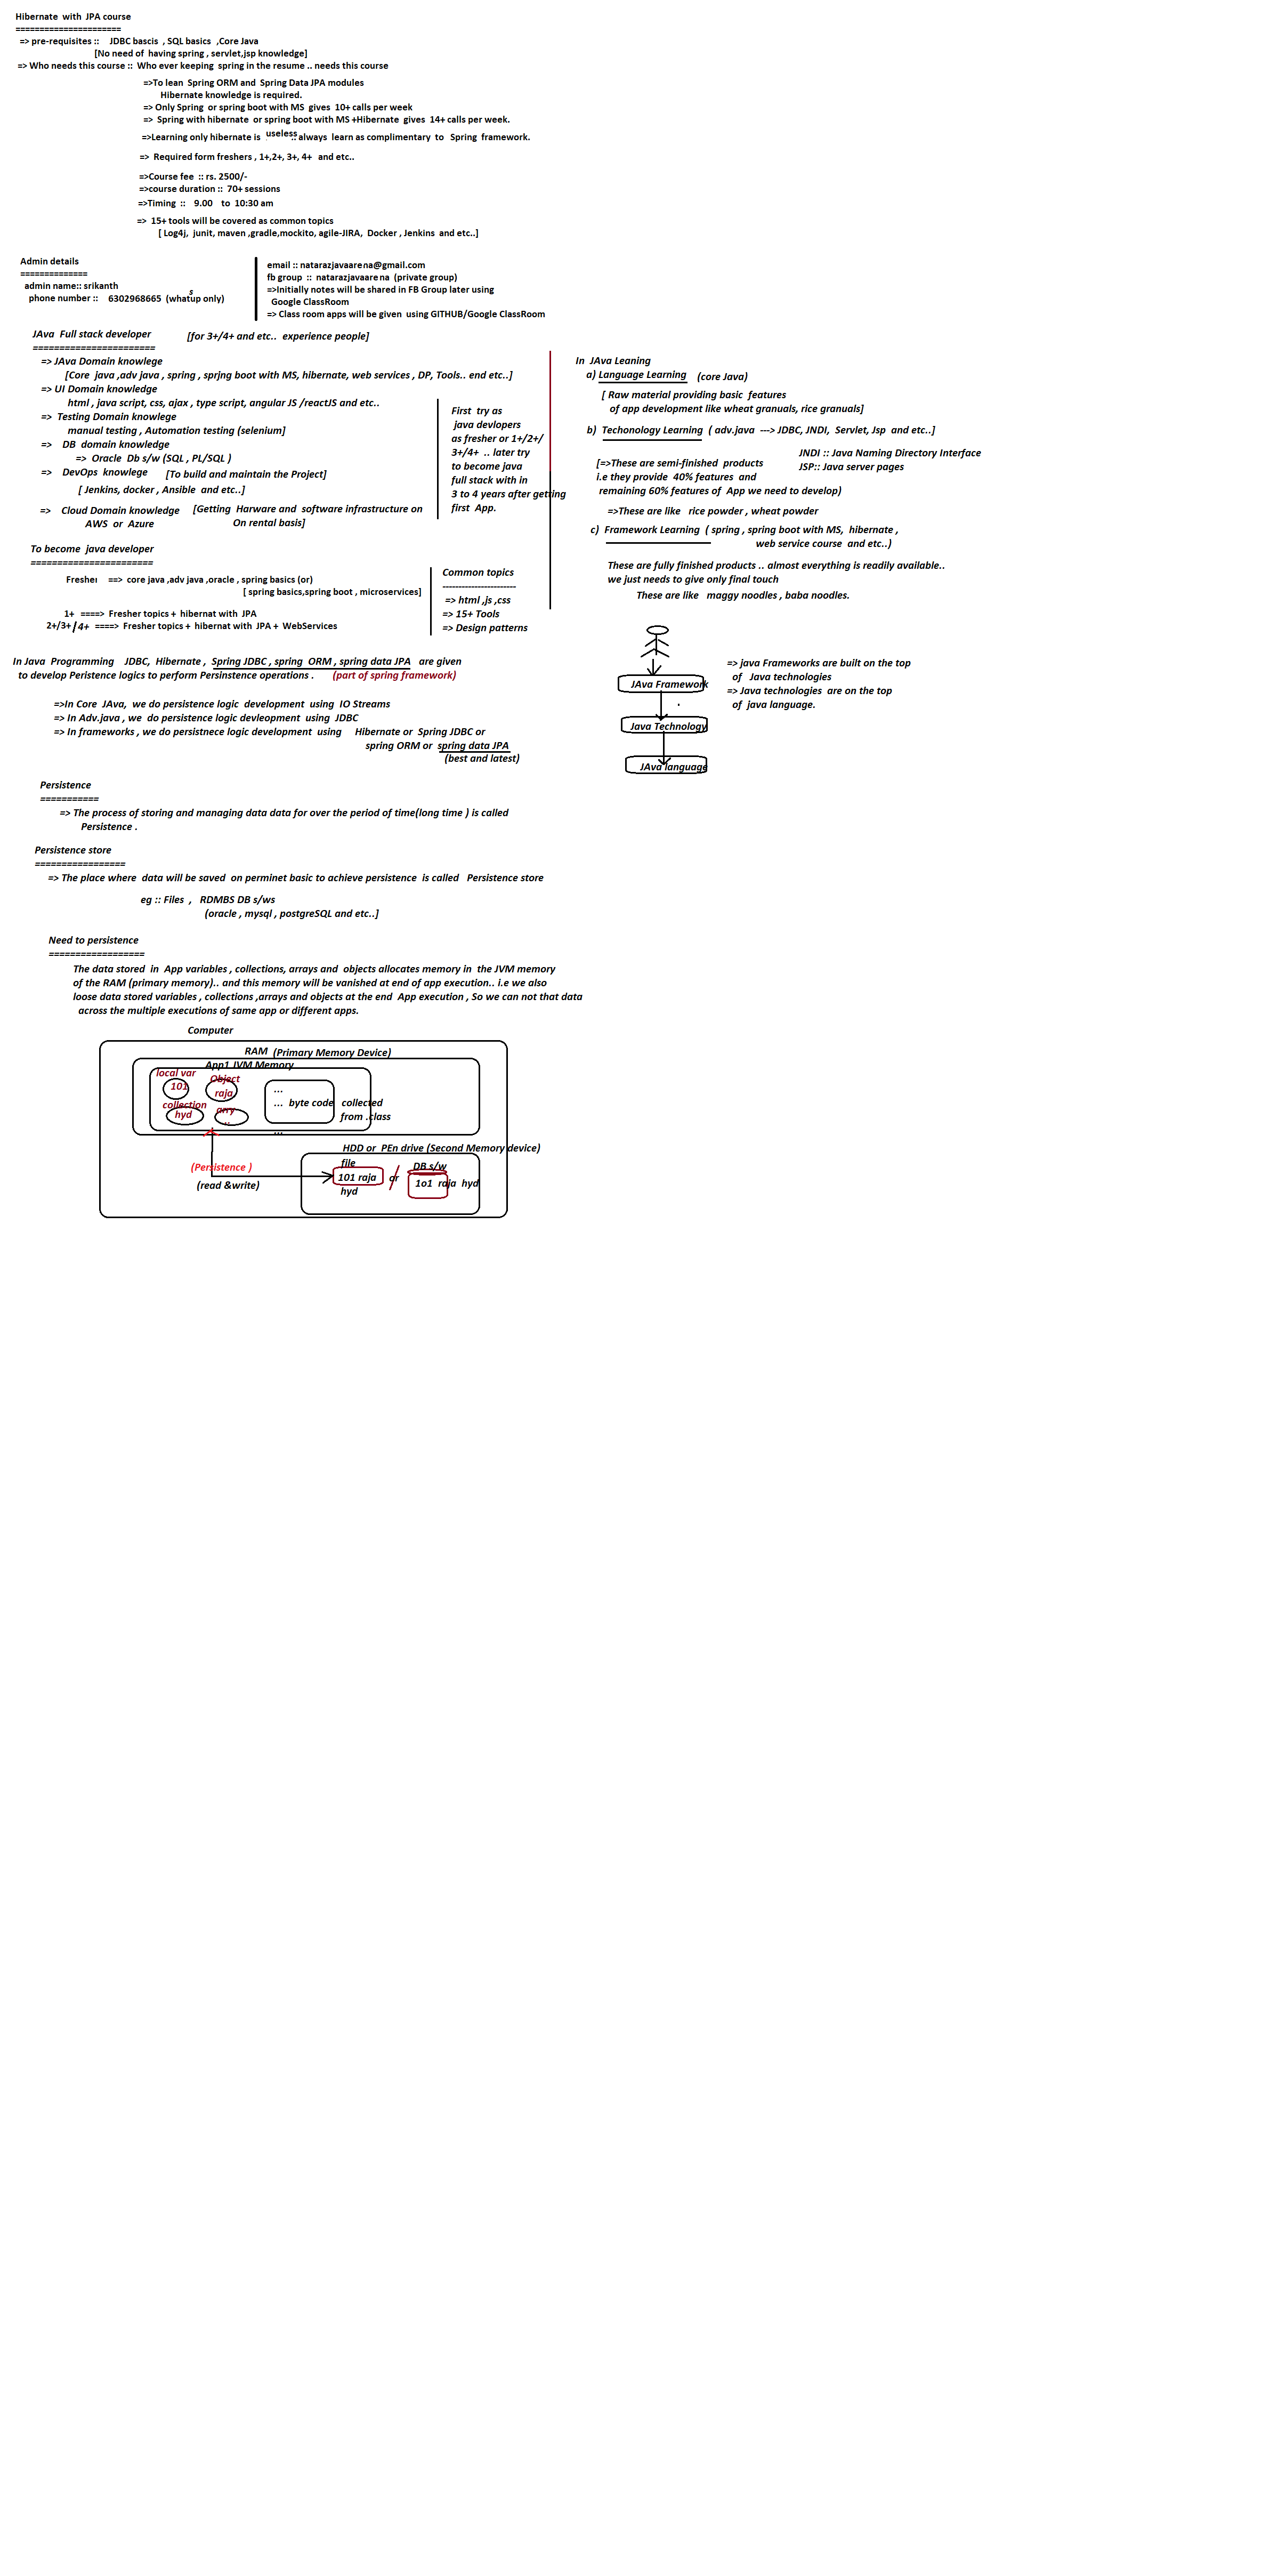 Hibernate with JPA course
======================
=> pre-requisites :: JDBC bascis , SQL basics ,Core Java
[No need of having spring , servlet,jsp knowledge]
=> Who needs this course :: Who ever keeping spring in the resume .. needs this course
=>To lean Spring ORM and Spring Data JPA modules
Hibernate knowledge is required.
=> Only Spring or spring boot with MS gives 10+ calls per week
=> Spring with hibernate or spring boot with MS +Hibernate gives 14+ calls per week.
=>Learning only hibernate is useless.: always learn as complimentary to Spring framework.
=> Required form freshers , 1+,2+, 3+, 4+ and etc..
=>Course fee :: rs. 2500/-
=>course duration :: 70+ sessions
=>Timing :: 9.00 to 10:30 am
=> 15+ tools will be covered as common topics
[ Log4j, junit, maven ,gradle,mockito, agile-JIRA, Docker , Jenkins and etc..]
Admin details
==============
admin name:: srikanth
s
phone number :: 6302968665 (whatup only)
email :: natarazjavaarena@gmail.com
fb group :: natarazjavaarena (private group)
=>Initially notes will be shared in FB Group later using
Google ClassRoom
=> Class room apps will be given using GITHUB/Google ClassRoom
JAva Full stack developer [for 3+/4+ and etc.. experience people]
=======================
=> JAva Domain knowlege
[Core java ,adv java , spring , sprjng boot with MS, hibernate, web services , DP, Tools.. end etc..]
=> UI Domain knowledge
html , java script, css, ajax , type script, angular JS /reactJS and etc..
=> Testing Domain knowlege
manual testing , Automation testing (selenium]
=> DB domain knowledge
=> Oracle Db s/w (SQL , PL/SQL )
=> DevOps knowlege [To build and maintain the Project]
[ Jenkins, docker , Ansible and etc..]
=> Cloud Domain knowledge [Getting Harware and software infrastructure on
AWS or Azure On rental basis]
First try as
java devlopers
as fresher or 1+/2+/
3+/4+ .. later try
to become java
full stack with in
3 to 4 years after getting
first App.
In JAva Leaning
a) Language Learning (core Java)
[ Raw material providing basic features
of app development like wheat granuals, rice granuals]
b) Techonology Learning ( adv.java ---> JDBC, JNDI, Servlet, Jsp and etc..]
JNDI :: Java Naming Directory Interface
JSP:: Java server pages
[=>These are semi-finished products
i.e they provide 40% features and
remaining 60% features of App we need to develop)
=>These are like rice powder , wheat powder
c) Framework Learning ( spring , spring boot with MS, hibernate ,
web service course and etc..)
These are fully finished products .. almost everything is readily available..
we just needs to give only final touch
These are like maggy noodles , baba noodles.
To become java developer
=======================
Fresher ==> core java ,adv java ,oracle , spring basics (or)
[ spring basics,spring boot , microservices]
1+ ====> Fresher topics + hibernat with JPA
2+/3+/4+ ====> Fresher topics + hibernat with JPA + WebServices
Common topics
-----------------------
=> html ,js ,css
=> 15+ Tools
=> Design patterns
JAva Framework
.
Java Technology
JAva language
=> java Frameworks are built on the top
of Java technologies
=> Java technologies are on the top
of java language.
In Java Programming JDBC, Hibernate , Spring JDBC , spring ORM , spring data JPA are given
to develop Peristence logics to perform Persinstence operations . (part of spring framework)
=>In Core JAva, we do persistence logic development using IO Streams
=> In Adv.java , we do persistence logic devleopment using JDBC
=> In frameworks , we do persistnece logic development using Hibernate or Spring JDBC or
spring ORM or spring data JPA
(best and latest)
Persistence
===========
=> The process of storing and managing data data for over the period of time(long time ) is called
Persistence .
Persistence store
=================
=> The place where data will be saved on perminet basic to achieve persistence is called Persistence store
eg :: Files , RDMBS DB s/ws
(oracle , mysql , postgreSQL and etc..]
Need to persistence
==================
The data stored in App variables , collections, arrays and objects allocates memory in the JVM memory
of the RAM (primary memory).. and this memory will be vanished at end of app execution.. i.e we also
loose data stored variables , collections ,arrays and objects at the end App execution , So we can not that data
across the multiple executions of same app or different apps.
Computer
RAM (Primary Memory Device)
App1 JVM Memory
local var Object
101 raja
collection arry
hyd ..
...
... byte code collected
from .class
...
HDD or PEn drive (Second Memory device)
(Persistence )
(read &write)
file DB s/w
101 raja or 1o1 raja hyd
hyd